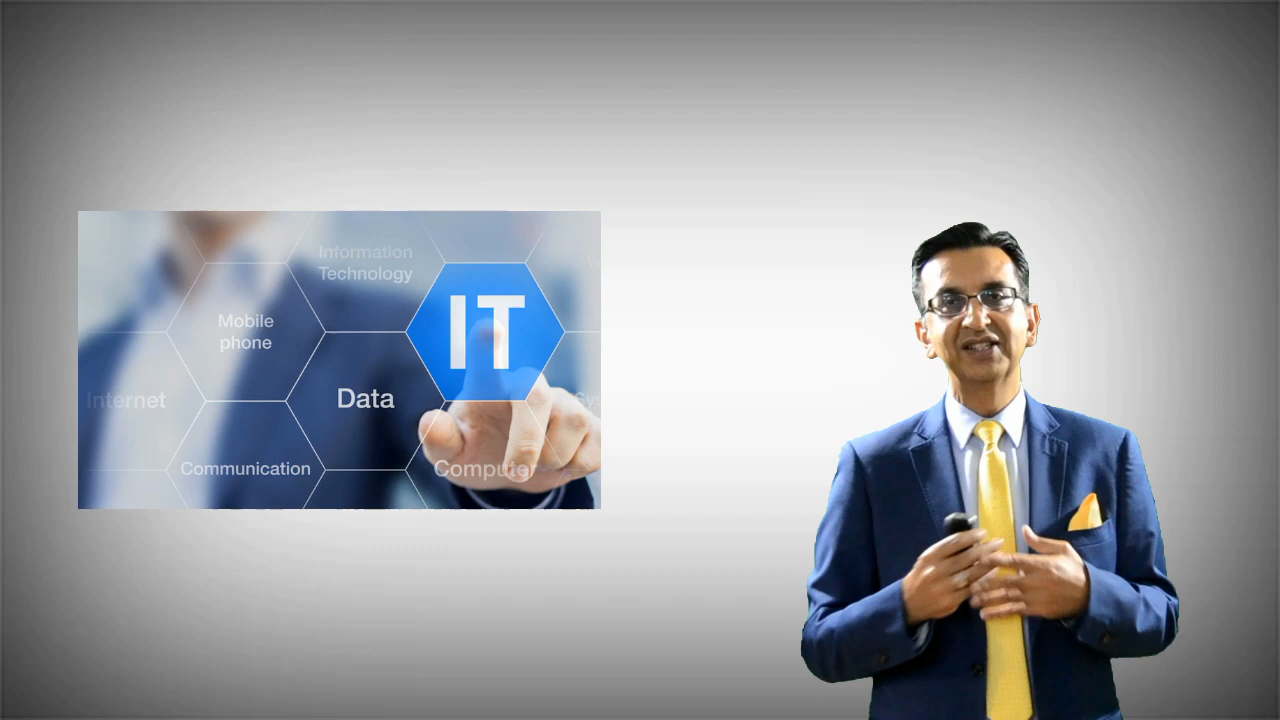 Information
Technology
IT
Mobile
phone
Internet
Data
Communication
Computer